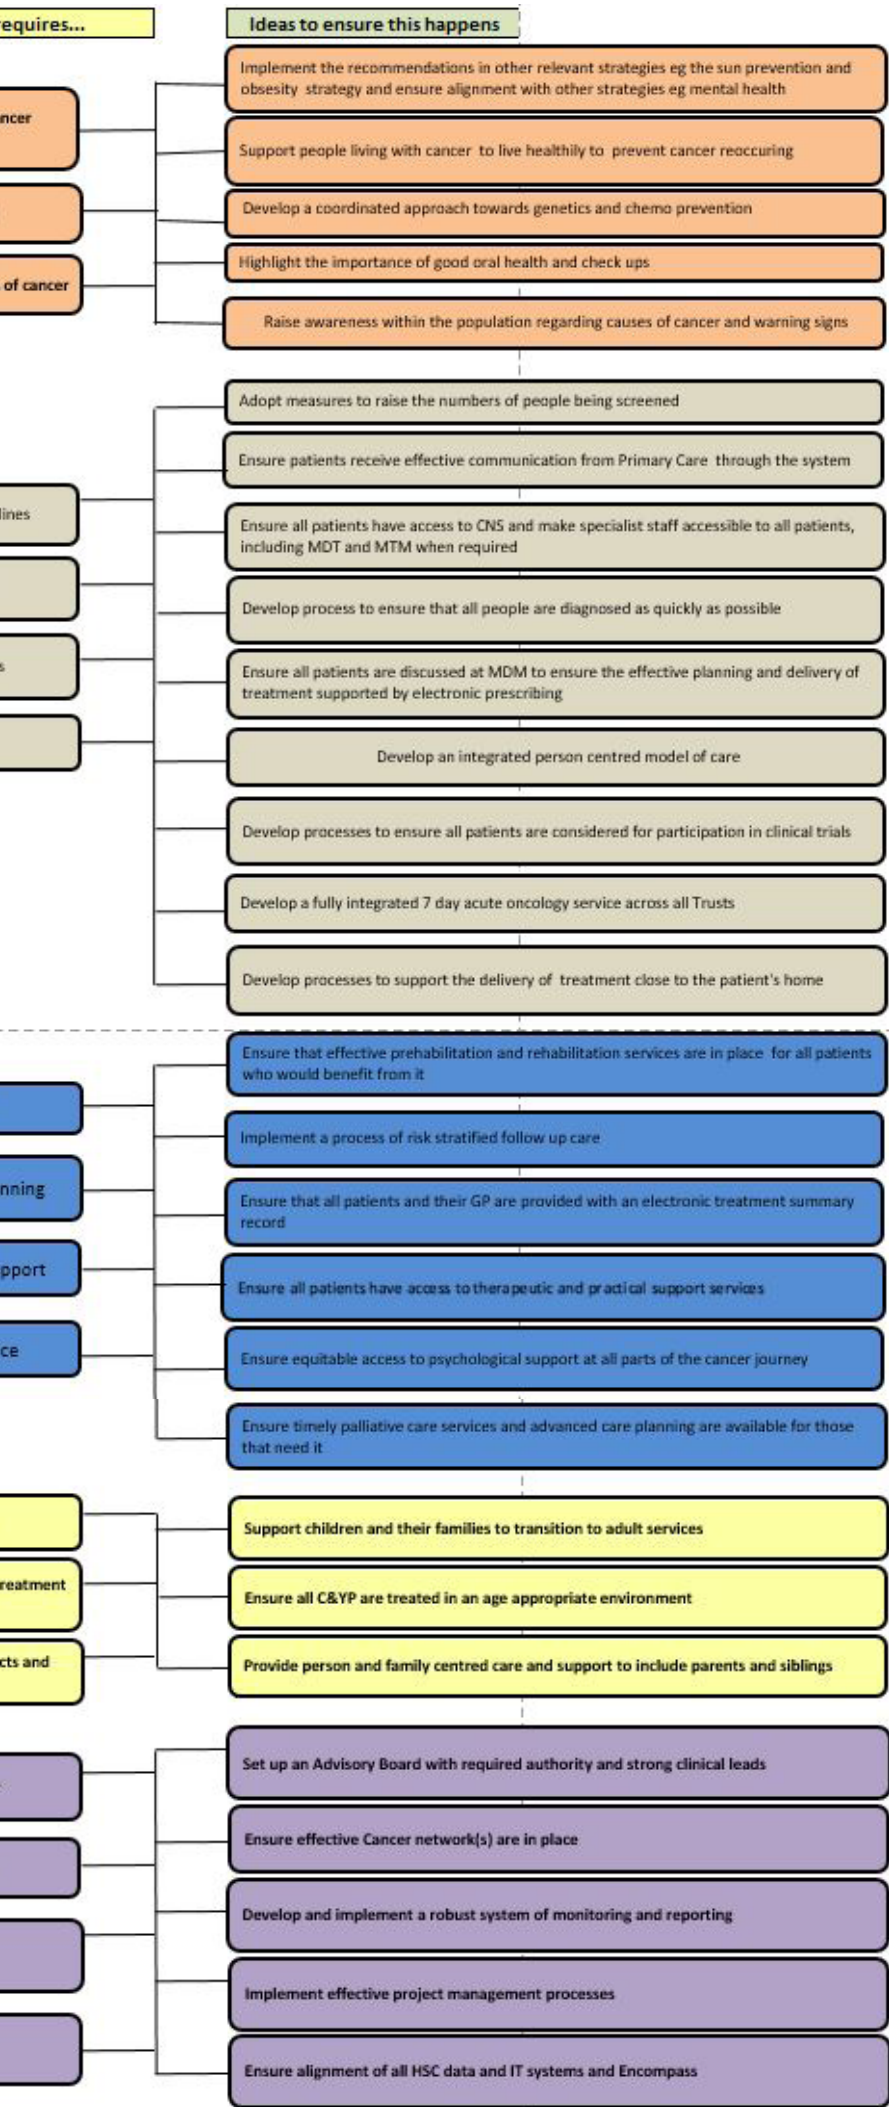 equires...
Ideas to ensure this happens
Implement the recommendations in other relevant strategies eg the sun prevention and
obsesity strategy and ensure alignment with other strategies eg mental health
ncer
Support people living with cancer to live healthily to prevent cancer reoccuring
Develop a coordinated approach towards genetics and chemo prevention
Highlight the importance of good oral health and check ups
of cancer
Raise awareness within the population regarding causes of cancer and warning signs
Adopt measures to raise the numbers of people being screened
Ensure patients receive effective communication from Primary Care through the system
lines
Ensure all patients have access to CNS and make specialist staff accessible to all patients,
including MDT and MTM when required
Develop process to ensure that all people are diagnosed as quickly as possible
s
Ensure all patients are discussed at MDM to ensure the effective planning and delivery of
treatment supported by electronic prescribing
Develop an integrated person centred model of care
Develop processes to ensure all patients are considered for participation in clinical trials
Develop a fully integrated 7 day acute oncology service across all Trusts
Develop processes to support the delivery of treatment close to the patient's home
Ensure that effective prehabilitation and rehabilitation services are in place for all patients
who would benefit from it
Implement a process of risk stratified follow up care
nning
Ensure that all patients and their GP are provided with an electronic treatment summary
record
pport
Ensure all patients have access to therapeutic and practical support services
ce
Ensure equitable access to psychological support at all parts of the cancer journey
Ensure timely palliative care services and advanced care planning are available for those
that need it
Support children and their families to transition to adult services
reatment
Ensure all C&YP are treated in an age appropriate environment
cts and
Provide person and family centred care and support to include parents and siblings
Set up an Advisory Board with required authority and strong clinical leads
Ensure effective Cancer network(s) are in place
Develop and implement a robust system of monitoring and reporting
Implement effective project management processes
Ensure alignment of all HSC data and IT systems and Encompass